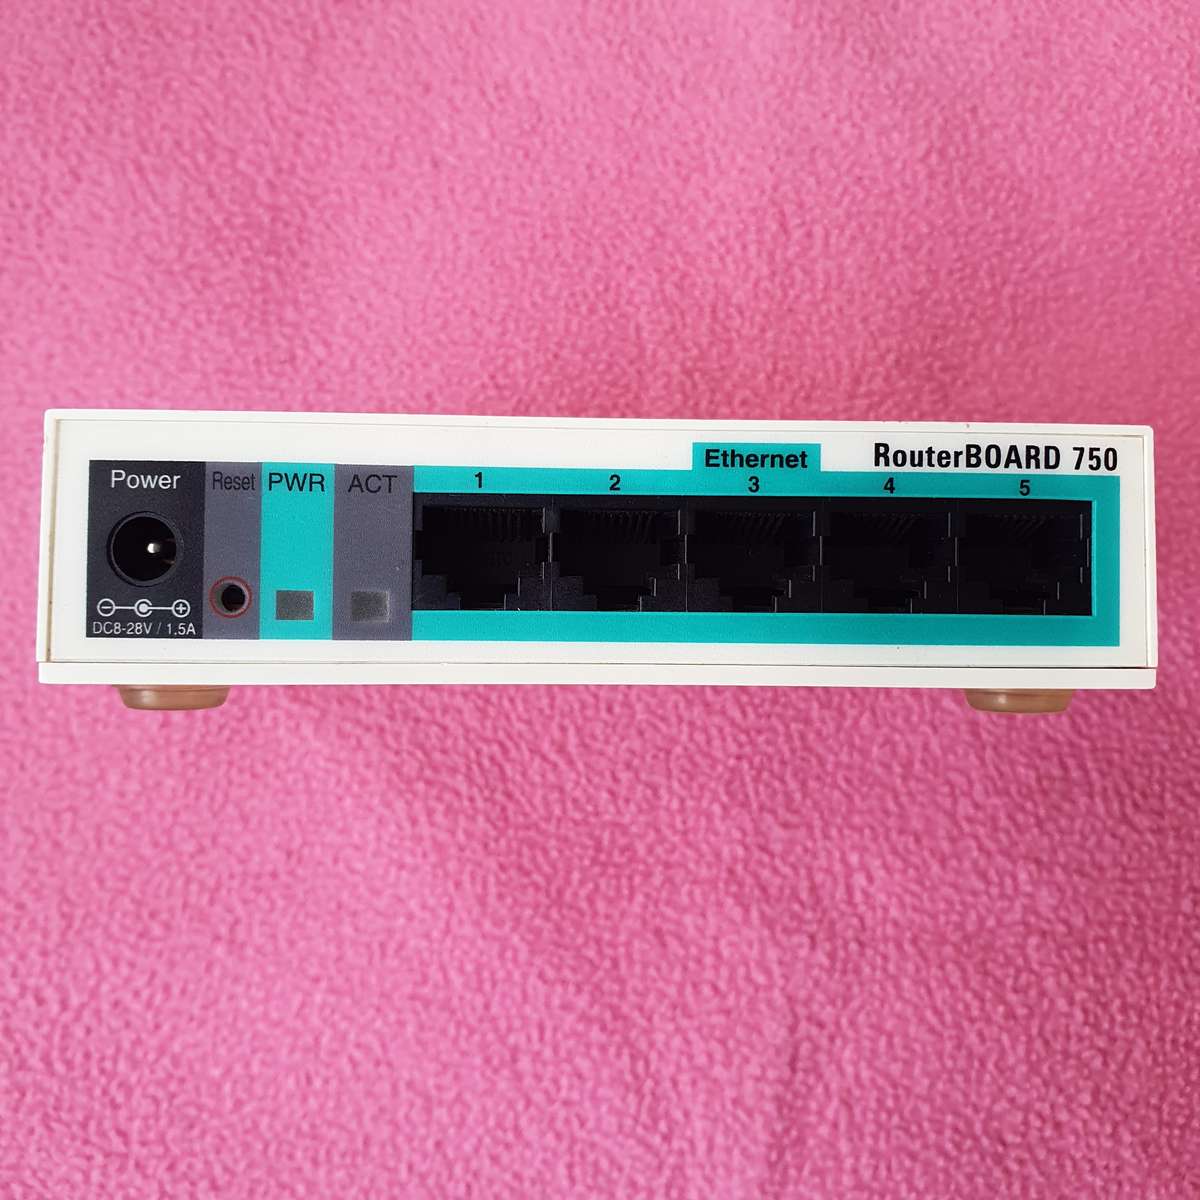 RouterBOARD 750
Ethernet
Power
Reset
PWR
ACT
1
2
3
4
5
DC8-28V / 1.5A